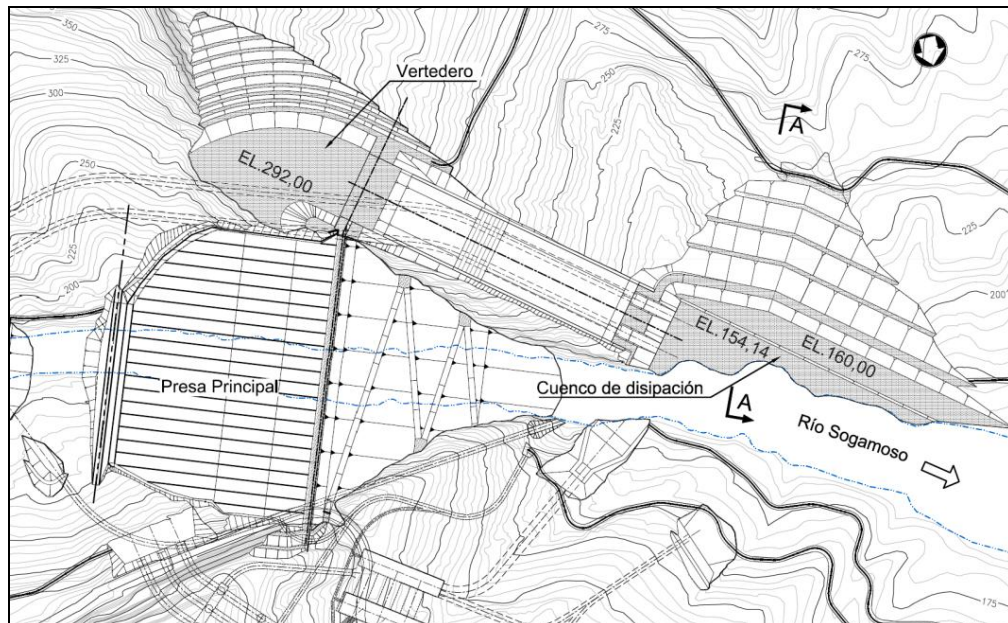 350
325
300
275
250
275
Vertedero
A
225
250
EL.292,00
225
225
200
200
EL.154,14
EL.160,00
Presa Principal
Cuenco de disipación
A
Río Sogamoso
175